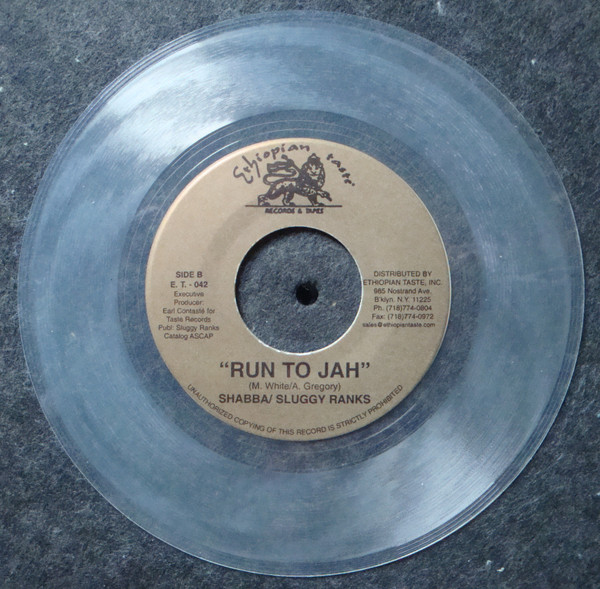 Ethiopian taste
RECORDS & TAPES
SIDE B
E. T. - 042
Executive
Producer:
Earl Contasté for
Taste Records
Publ: Sluggy Ranks
Catalog ASCAP
DISTRIBUTED BY
ETHIOPIAN TASTE, INC.
985 Nostrand Ave.
B'klyn. N.Y. 11225
Ph. (718)774-0804
Fax: (718)774-0972
sales@ethiopiantaste.com
"RUN TO JAH"
(M. White/A. Gregory)
SHABBA/ SLUGGY RANKS
UNAUTHORIZED COPYING OF THIS RECORD IS STRICTLY PROHIBITED